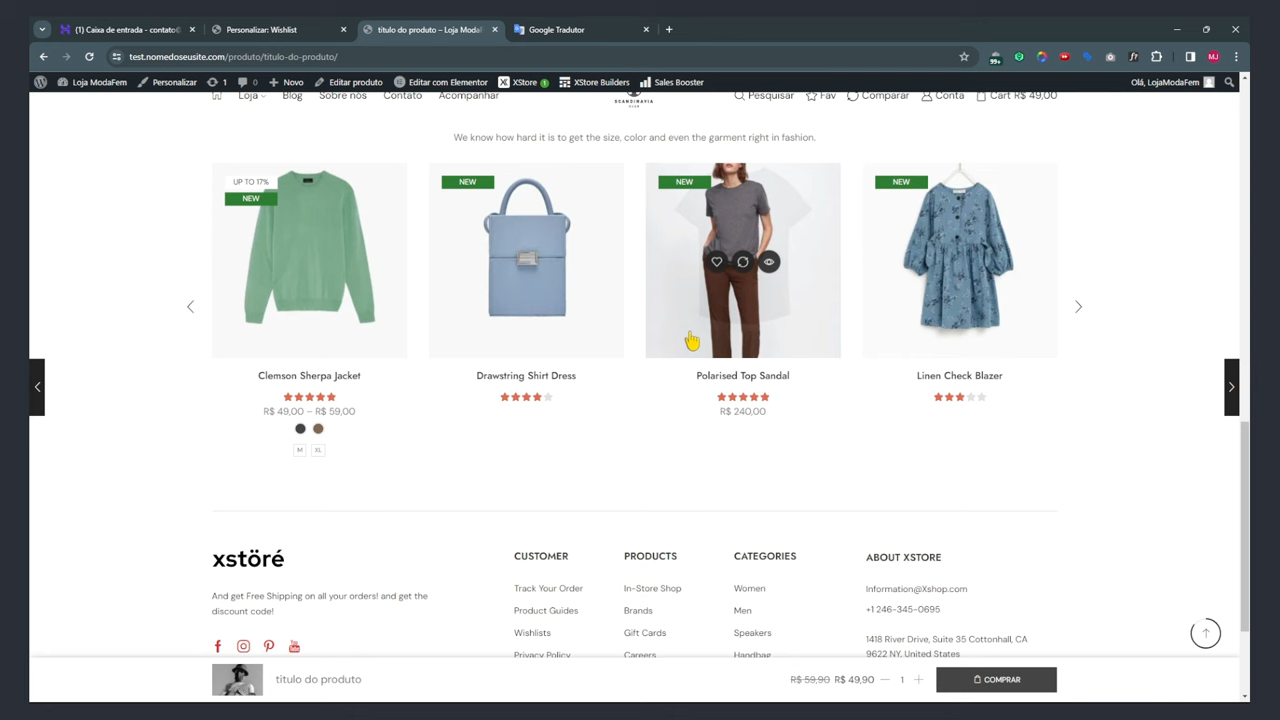 (1) Caixa de entrada - contato@
Personalizar: Wishlist
titulo do produto – Loja Moda
Google Tradutor
test.nomedoseusite.com/produto/titulo-do-produto/
99+
MJ
Loja ModaFem
Personalizar
1
0
Novo
Editar produto
Editar com Elementor
XStore 1
XStore Builders
Sales Booster
Olá, LojaModaFem
Loja
Blog
Sobre nós
Contato
Acompanhar
SCANDINAVIA
CLUB
Pesquisar
Fav
Comparar
Conta
Cart R$ 49,00
We know how hard it is to get the size, color and even the garment right in fashion.
UP TO 17%
NEW
NEW
NEW
NEW
Clemson Sherpa Jacket
Drawstring Shirt Dress
Polarised Top Sandal
Linen Check Blazer
R$ 49,00 – R$ 59,00
R$ 240,00
M
XL
xstöré
And get Free Shipping on all your orders! and get the
discount code!
CUSTOMER
Track Your Order
Product Guides
Wishlists
Privacy Policy
PRODUCTS
In-Store Shop
Brands
Gift Cards
Careers
CATEGORIES
Women
Men
Speakers
Handbag
ABOUT XSTORE
Information@Xshop.com
+1 246-345-0695
1418 River Drive, Suite 35 Cottonhall, CA
9622 NY, United States
titulo do produto
R$ 59,90 R$ 49,90
1
COMPRAR